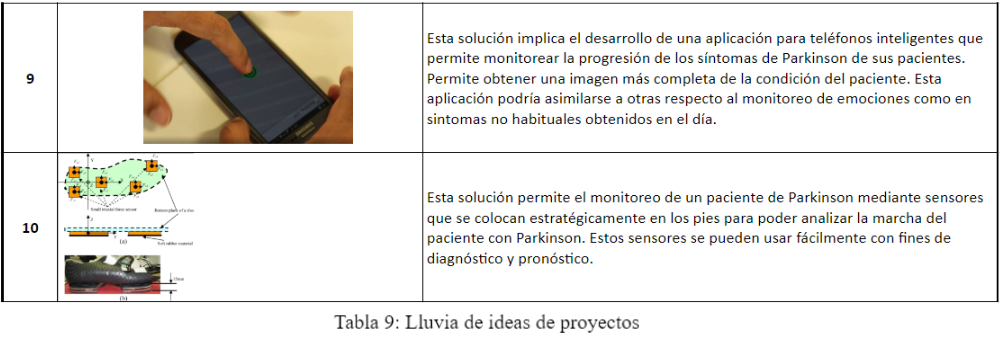 9
Esta solución implica el desarrollo de una aplicación para teléfonos inteligentes que
permite monitorear la progresión de los síntomas de Parkinson de sus pacientes.
Permite obtener una imagen más completa de la condición del paciente. Esta
aplicación podría asimilarse a otras respecto al monitoreo de emociones como en
sintomas no habituales obtenidos en el día.
10
(a)
Soft rubber material
(b)
Esta solución permite el monitoreo de un paciente de Parkinson mediante sensores
que se colocan estratégicamente en los pies para poder analizar la marcha del
paciente con Parkinson. Estos sensores se pueden usar fácilmente con fines de
diagnóstico y pronóstico.
Tabla 9: Lluvia de ideas de proyectos